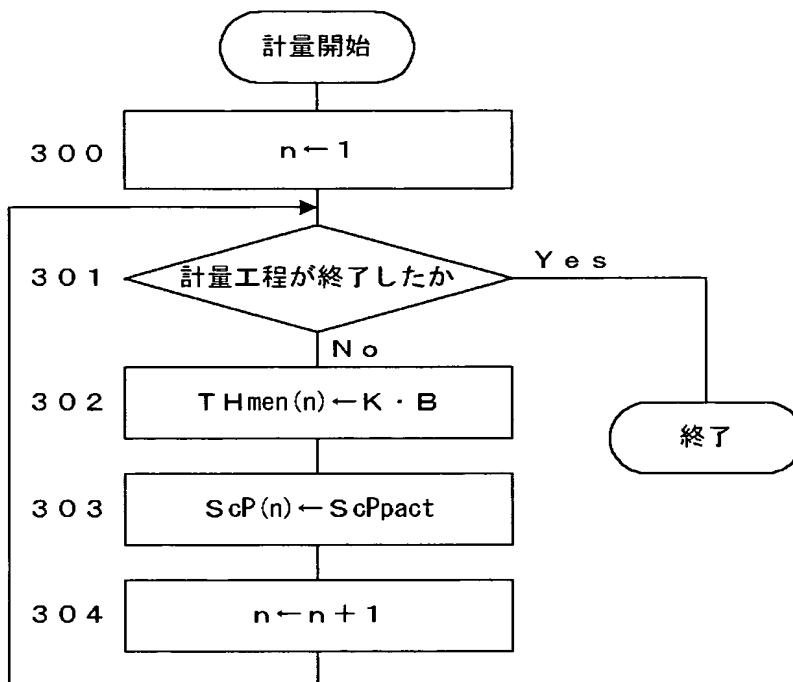 計量開始
300
n←1
301
計量工程が終了したか
Yes
No
302
THmen(n)←K・B
終了
303
ScP(n)←ScPpact
304
n←n+1